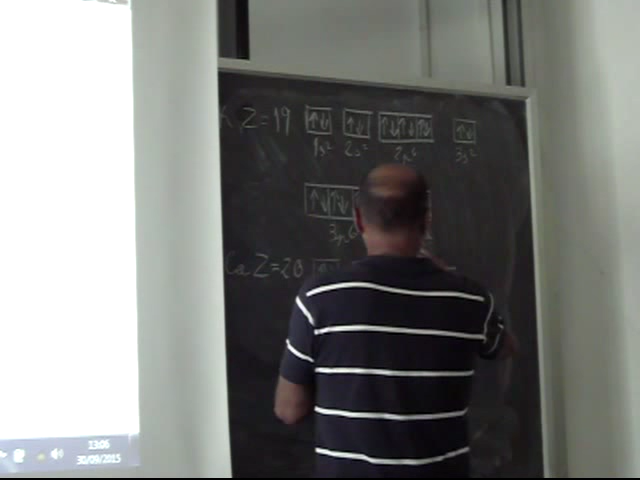 K Z=19 ↑↓ ↑↓ ↑↓ ↑↓ ↑↓ ↑↓
1s² 2s² 2p⁶ 3s²
↑↓ ↑↓
3p⁶
Ca Z=20
13:06
30/09/2015